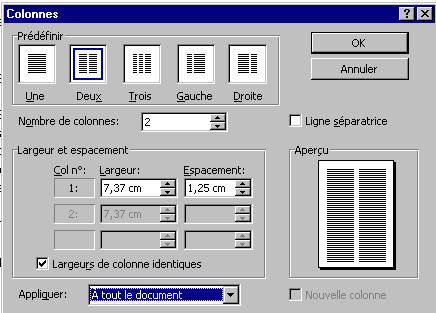 Colonnes
Prédéfinir
Une Deux Trois Gauche Droite
OK
Annuler
Nombre de colonnes: 2
Ligne séparatrice
Largeur et espacement
Col n°: Largeur: Espacement:
1: 7,37 cm 1,25 cm
2: 7,37 cm
Largeurs de colonne identiques
Aperçu
Appliquer: A tout le document
Nouvelle colonne